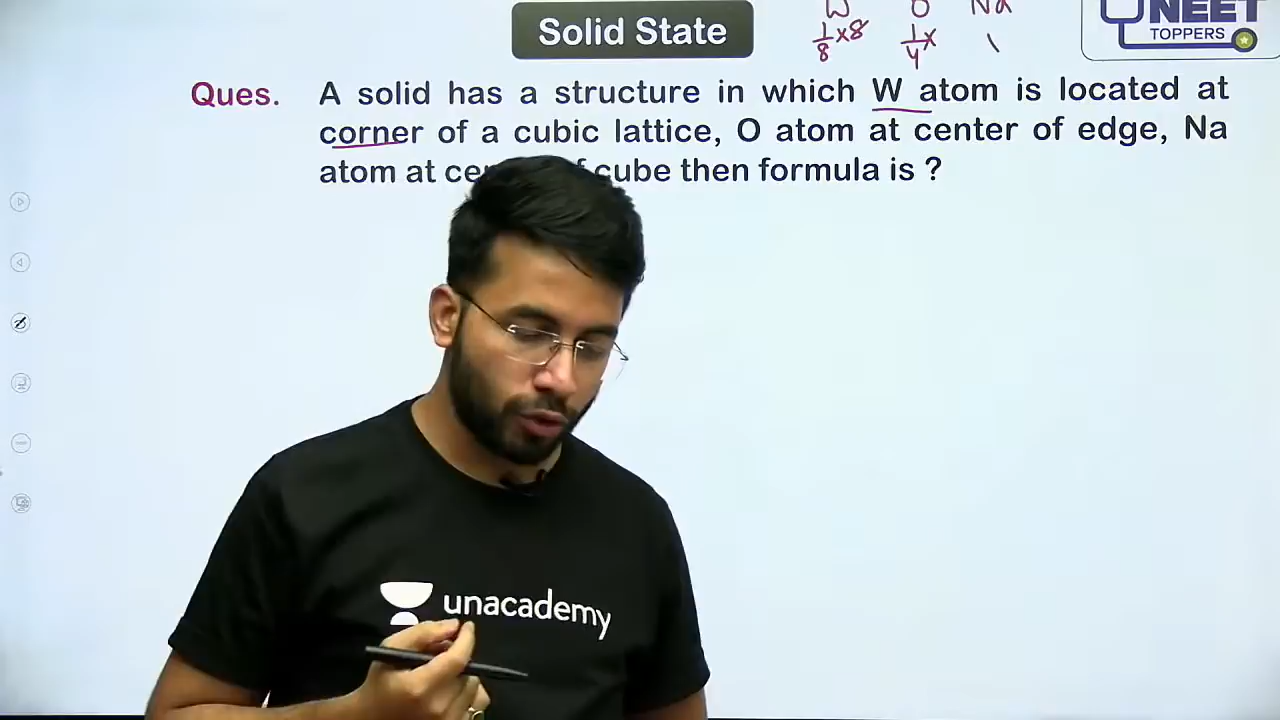 W O Na
Solid State
1/8 x 8 1/4 x 1
NEET
TOPPERS
Ques. A solid has a structure in which W atom is located at
corner of a cubic lattice, O atom at center of edge, Na
atom at of cube then formula is ?
unacademy